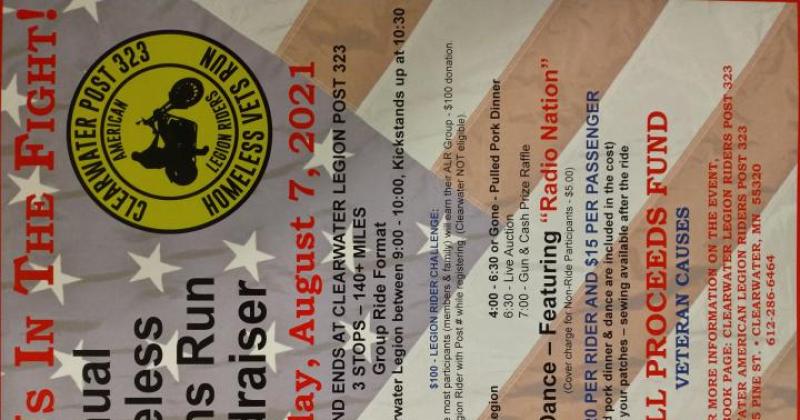 s In The Fight!
CLEARWATER POST 323
AMERICAN
LEGION RIDERS
HOMELESS VETS RUN
ual
eless
ns Run
draiser
ay, August 7, 2021
ND ENDS AT CLEARWATER LEGION POST 323
3 STOPS – 140+ MILES
Group Ride Format
rwater Legion between 9:00 - 10:00, Kickstands up at 10:30
$100 - LEGION RIDER CHALLENGE:
most participants (members & family) will earn their ALR Group - $100 donation.
gion Rider with Post # while registering. (Clearwater NOT eligible).
egion
4:00 - 6:30 or Gone - Pulled Pork Dinner
6:30 - Live Auction
7:00 - Gun & Cash Prize Raffle
Dance – Featuring “Radio Nation”
(Cover charge for Non-Ride Participants - $5.00)
0 PER RIDER AND $15 PER PASSENGER
d pork dinner & dance are included in the cost)
our patches – sewing available after the ride
LL PROCEEDS FUND
VETERAN CAUSES
MORE INFORMATION ON THE EVENT,
OOK PAGE: CLEARWATER LEGION RIDERS POST 323
ATER AMERICAN LEGION RIDERS POST 323
5 PINE ST. • CLEARWATER, MN 55320
612-286-6464